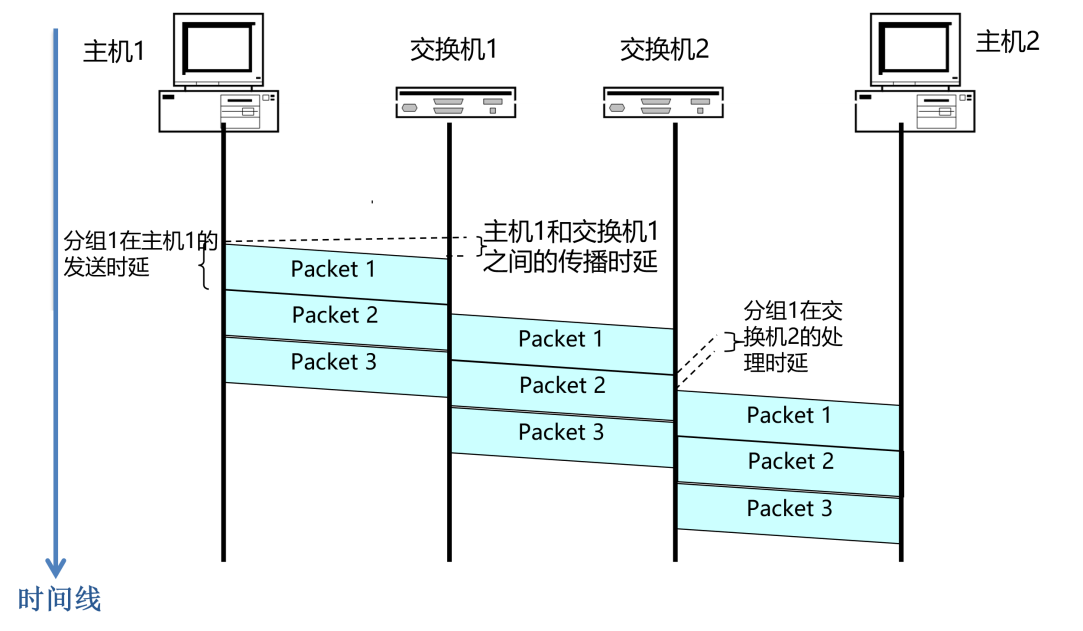 主机1
交换机1
交换机2
主机2
分组1在主机1的
发送时延
主机1和交换机1
之间的传播时延
Packet 1
Packet 2
Packet 3
Packet 1
Packet 2
Packet 3
分组1在交
换机2的处
理时延
Packet 1
Packet 2
Packet 3
时间线